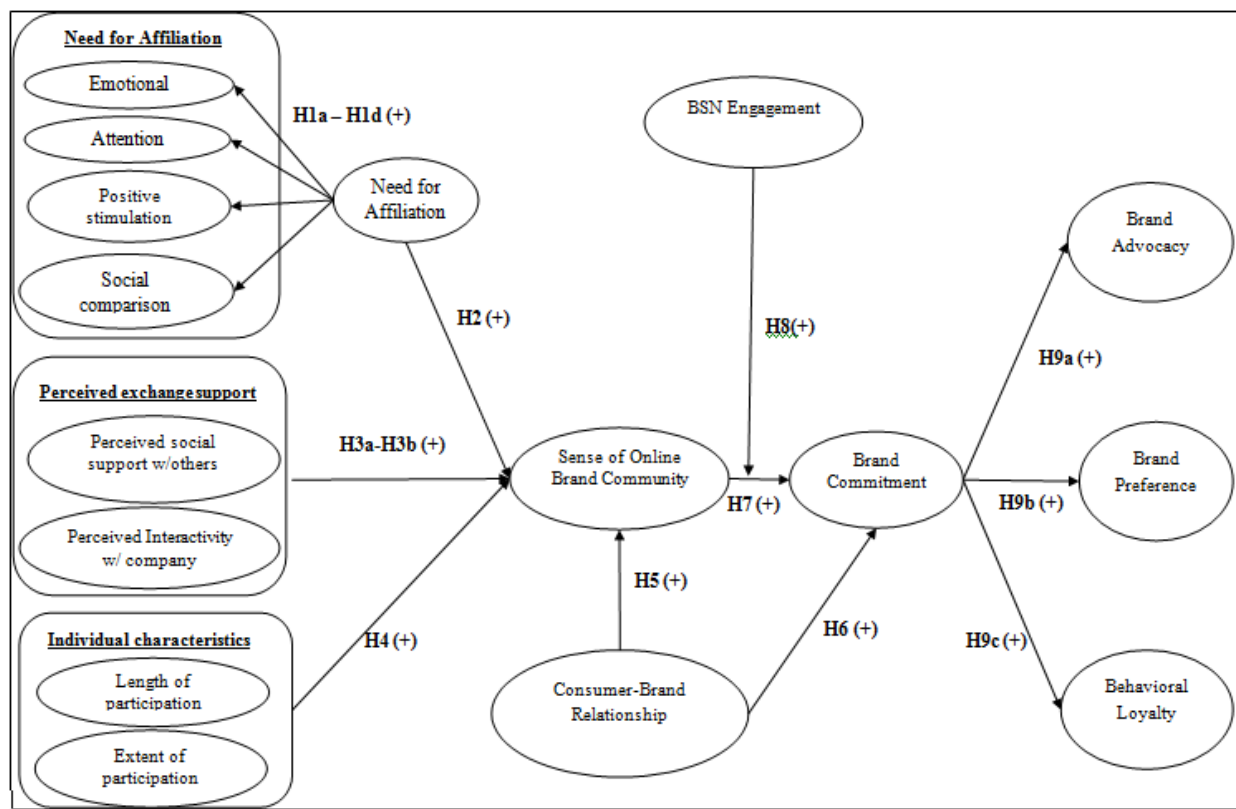 Need for Affiliation
Emotional
Attention
Positive
stimulation
Social
comparison
H1a – H1d (+)
Need for
Affiliation
H2 (+)
Perceived exchange support
Perceived social
support w/others
Perceived Interactivity
w/ company
H3a-H3b (+)
Individual characteristics
Length of
participation
Extent of
participation
H4 (+)
BSN Engagement
H8(+)
Sense of Online
Brand Community
H7 (+)
Brand
Commitment
H5 (+)
H6 (+)
Consumer-Brand
Relationship
H9a (+)
H9b (+)
H9c (+)
Brand
Advocacy
Brand
Preference
Behavioral
Loyalty